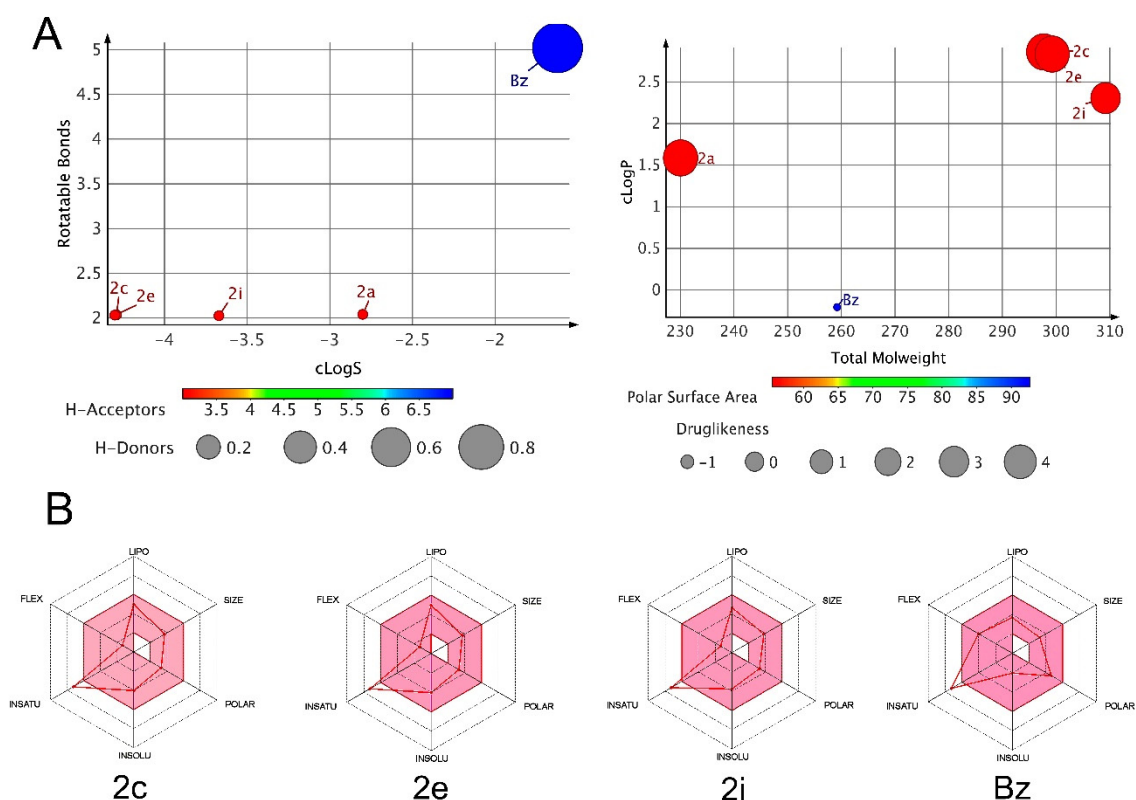 A
Rotatable Bonds
5
4.5
4
3.5
3
2.5
2
Bz
2c
2e
2i
2a
−4
−3.5
−3
−2.5
−2
cLogS
H-Acceptors
3.5 4 4.5 5 5.5 6 6.5
H-Donors
0.2 0.4 0.6 0.8
cLogP
2.5
2
1.5
1
0.5
0
2c
2e
2i
2a
Bz
230 240 250 260 270 280 290 300 310
Total Molweight
Polar Surface Area
60 65 70 75 80 85 90
Druglikeness
−1 0 1 2 3 4
B
LIPO
FLEX SIZE
INSATU POLAR
INSOLU
2c
LIPO
FLEX SIZE
INSATU POLAR
INSOLU
2e
LIPO
FLEX SIZE
INSATU POLAR
INSOLU
2i
LIPO
FLEX SIZE
INSATU POLAR
INSOLU
Bz